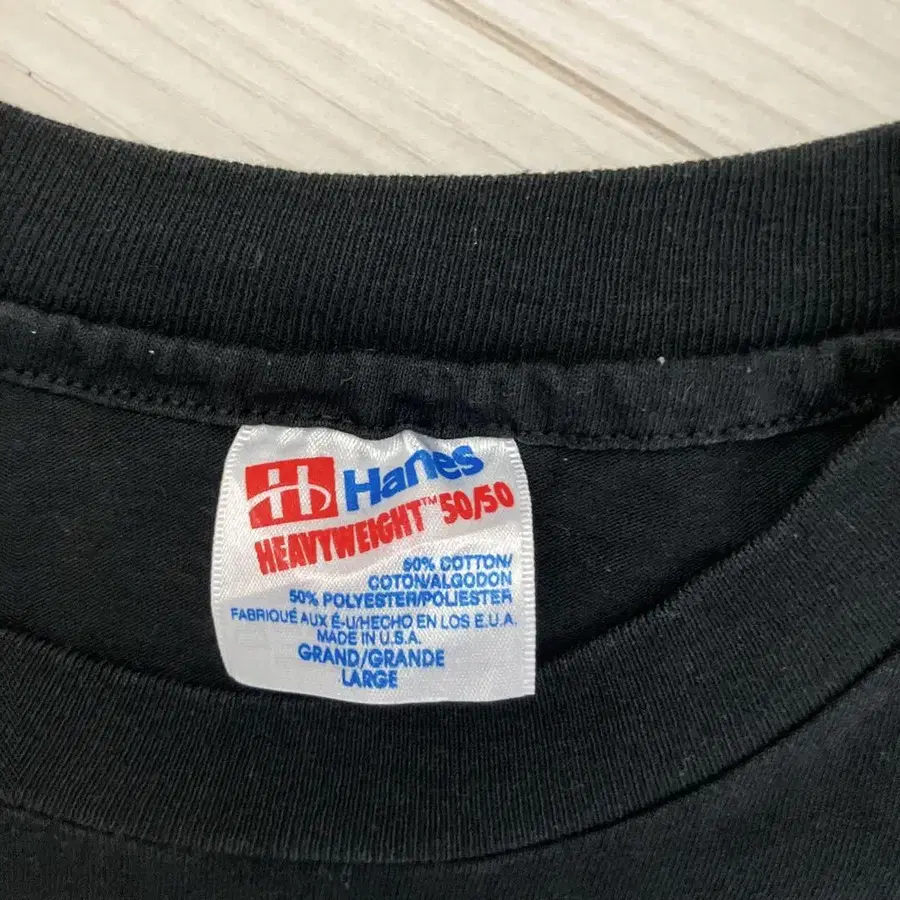 H Hanes
HEAVYWEIGHT™ 50/50
50% COTTON/
COTON/ALGODON
50% POLYESTER/POLIESTER
FABRIQUÉ AUX É-U/HECHO EN LOS E.U.A.
MADE IN U.S.A.
GRAND/GRANDE
LARGE